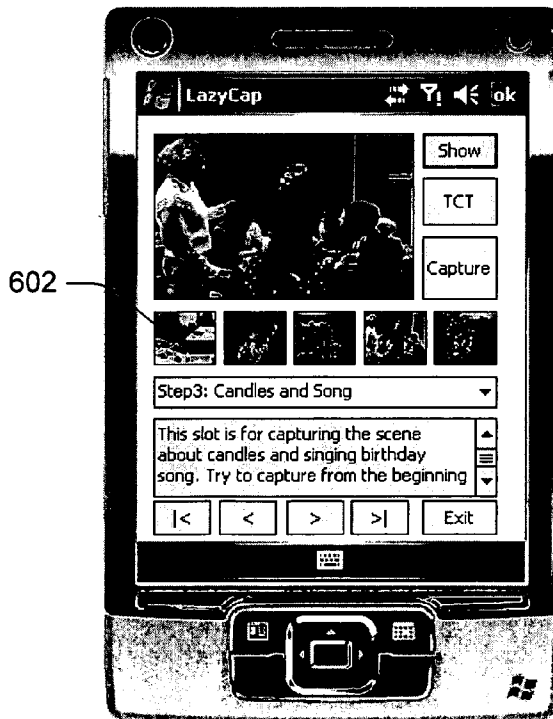 LazyCap
ok
Show
TCT
Capture
602
Step3: Candles and Song
This slot is for capturing the scene
about candles and singing birthday
song. Try to capture from the beginning
|<
<
>
>|
Exit